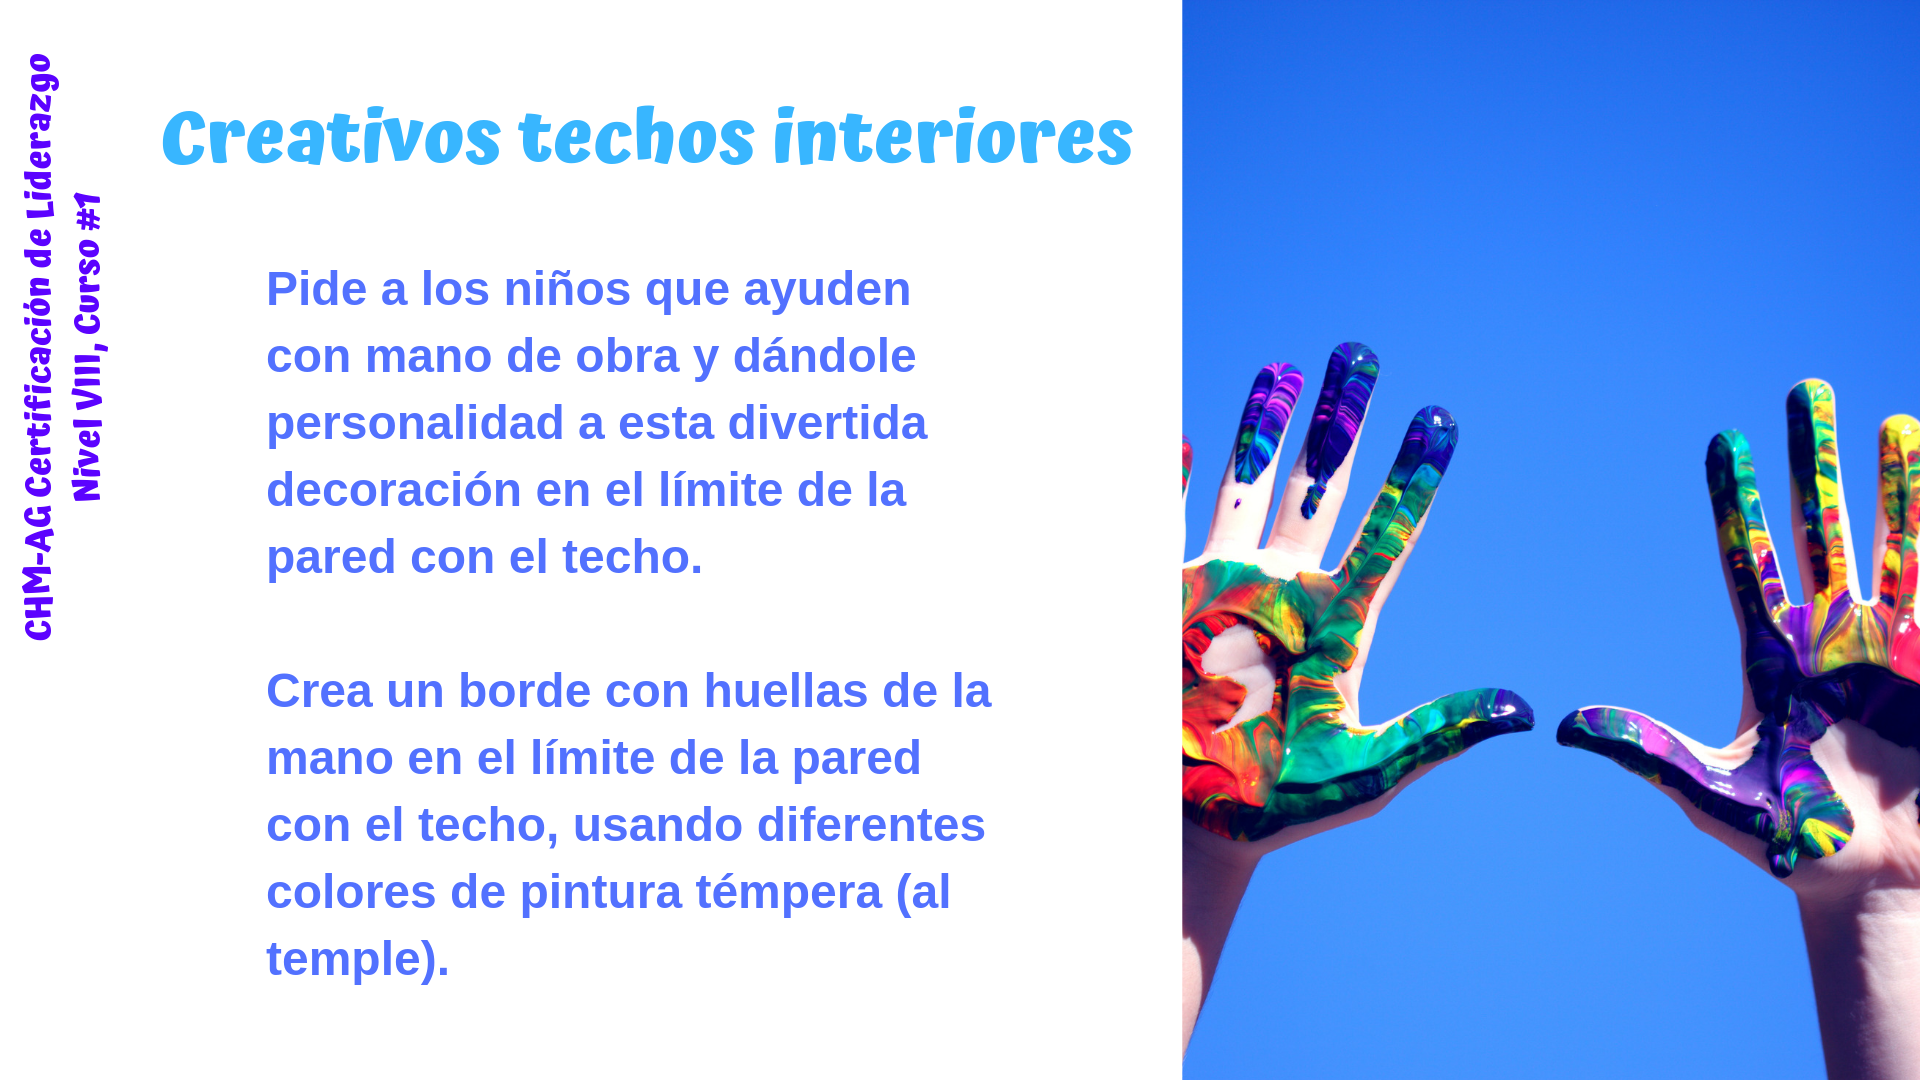 CHM-AG Certificación de Liderazgo
Nivel VIII, Curso #1
Creativos techos interiores
Pide a los niños que ayuden
con mano de obra y dándole
personalidad a esta divertida
decoración en el límite de la
pared con el techo.
Crea un borde con huellas de la
mano en el límite de la pared
con el techo, usando diferentes
colores de pintura témpera (al
temple).